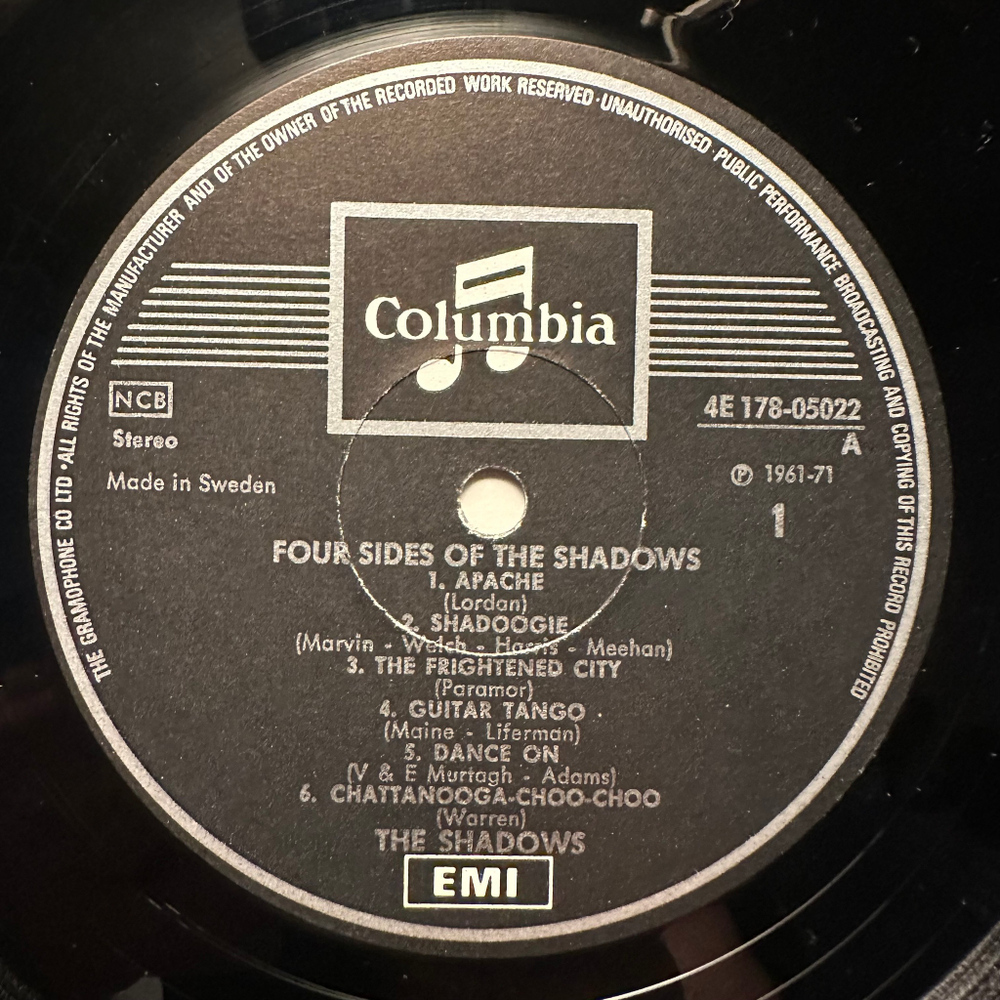 THE GRAMOPHONE CO LTD · ALL RIGHTS OF THE MANUFACTURER AND OF THE OWNER OF THE RECORDED WORK RESERVED · UNAUTHORISED · PUBLIC PERFORMANCE BROADCASTING AND COPYING OF THIS RECORD PROHIBITED
Columbia
NCB
4E 178-05022
Stereo
A
Made in Sweden
℗ 1961-71
1
FOUR SIDES OF THE SHADOWS
1. APACHE
(Lordan)
2. SHADOOGIE
(Marvin - Welch - Harris - Meehan)
3. THE FRIGHTENED CITY
(Paramor)
4. GUITAR TANGO
(Maine - Liferman)
5. DANCE ON
(V & E Murtagh - Adams)
6. CHATTANOOGA-CHOO-CHOO
(Warren)
THE SHADOWS
EMI